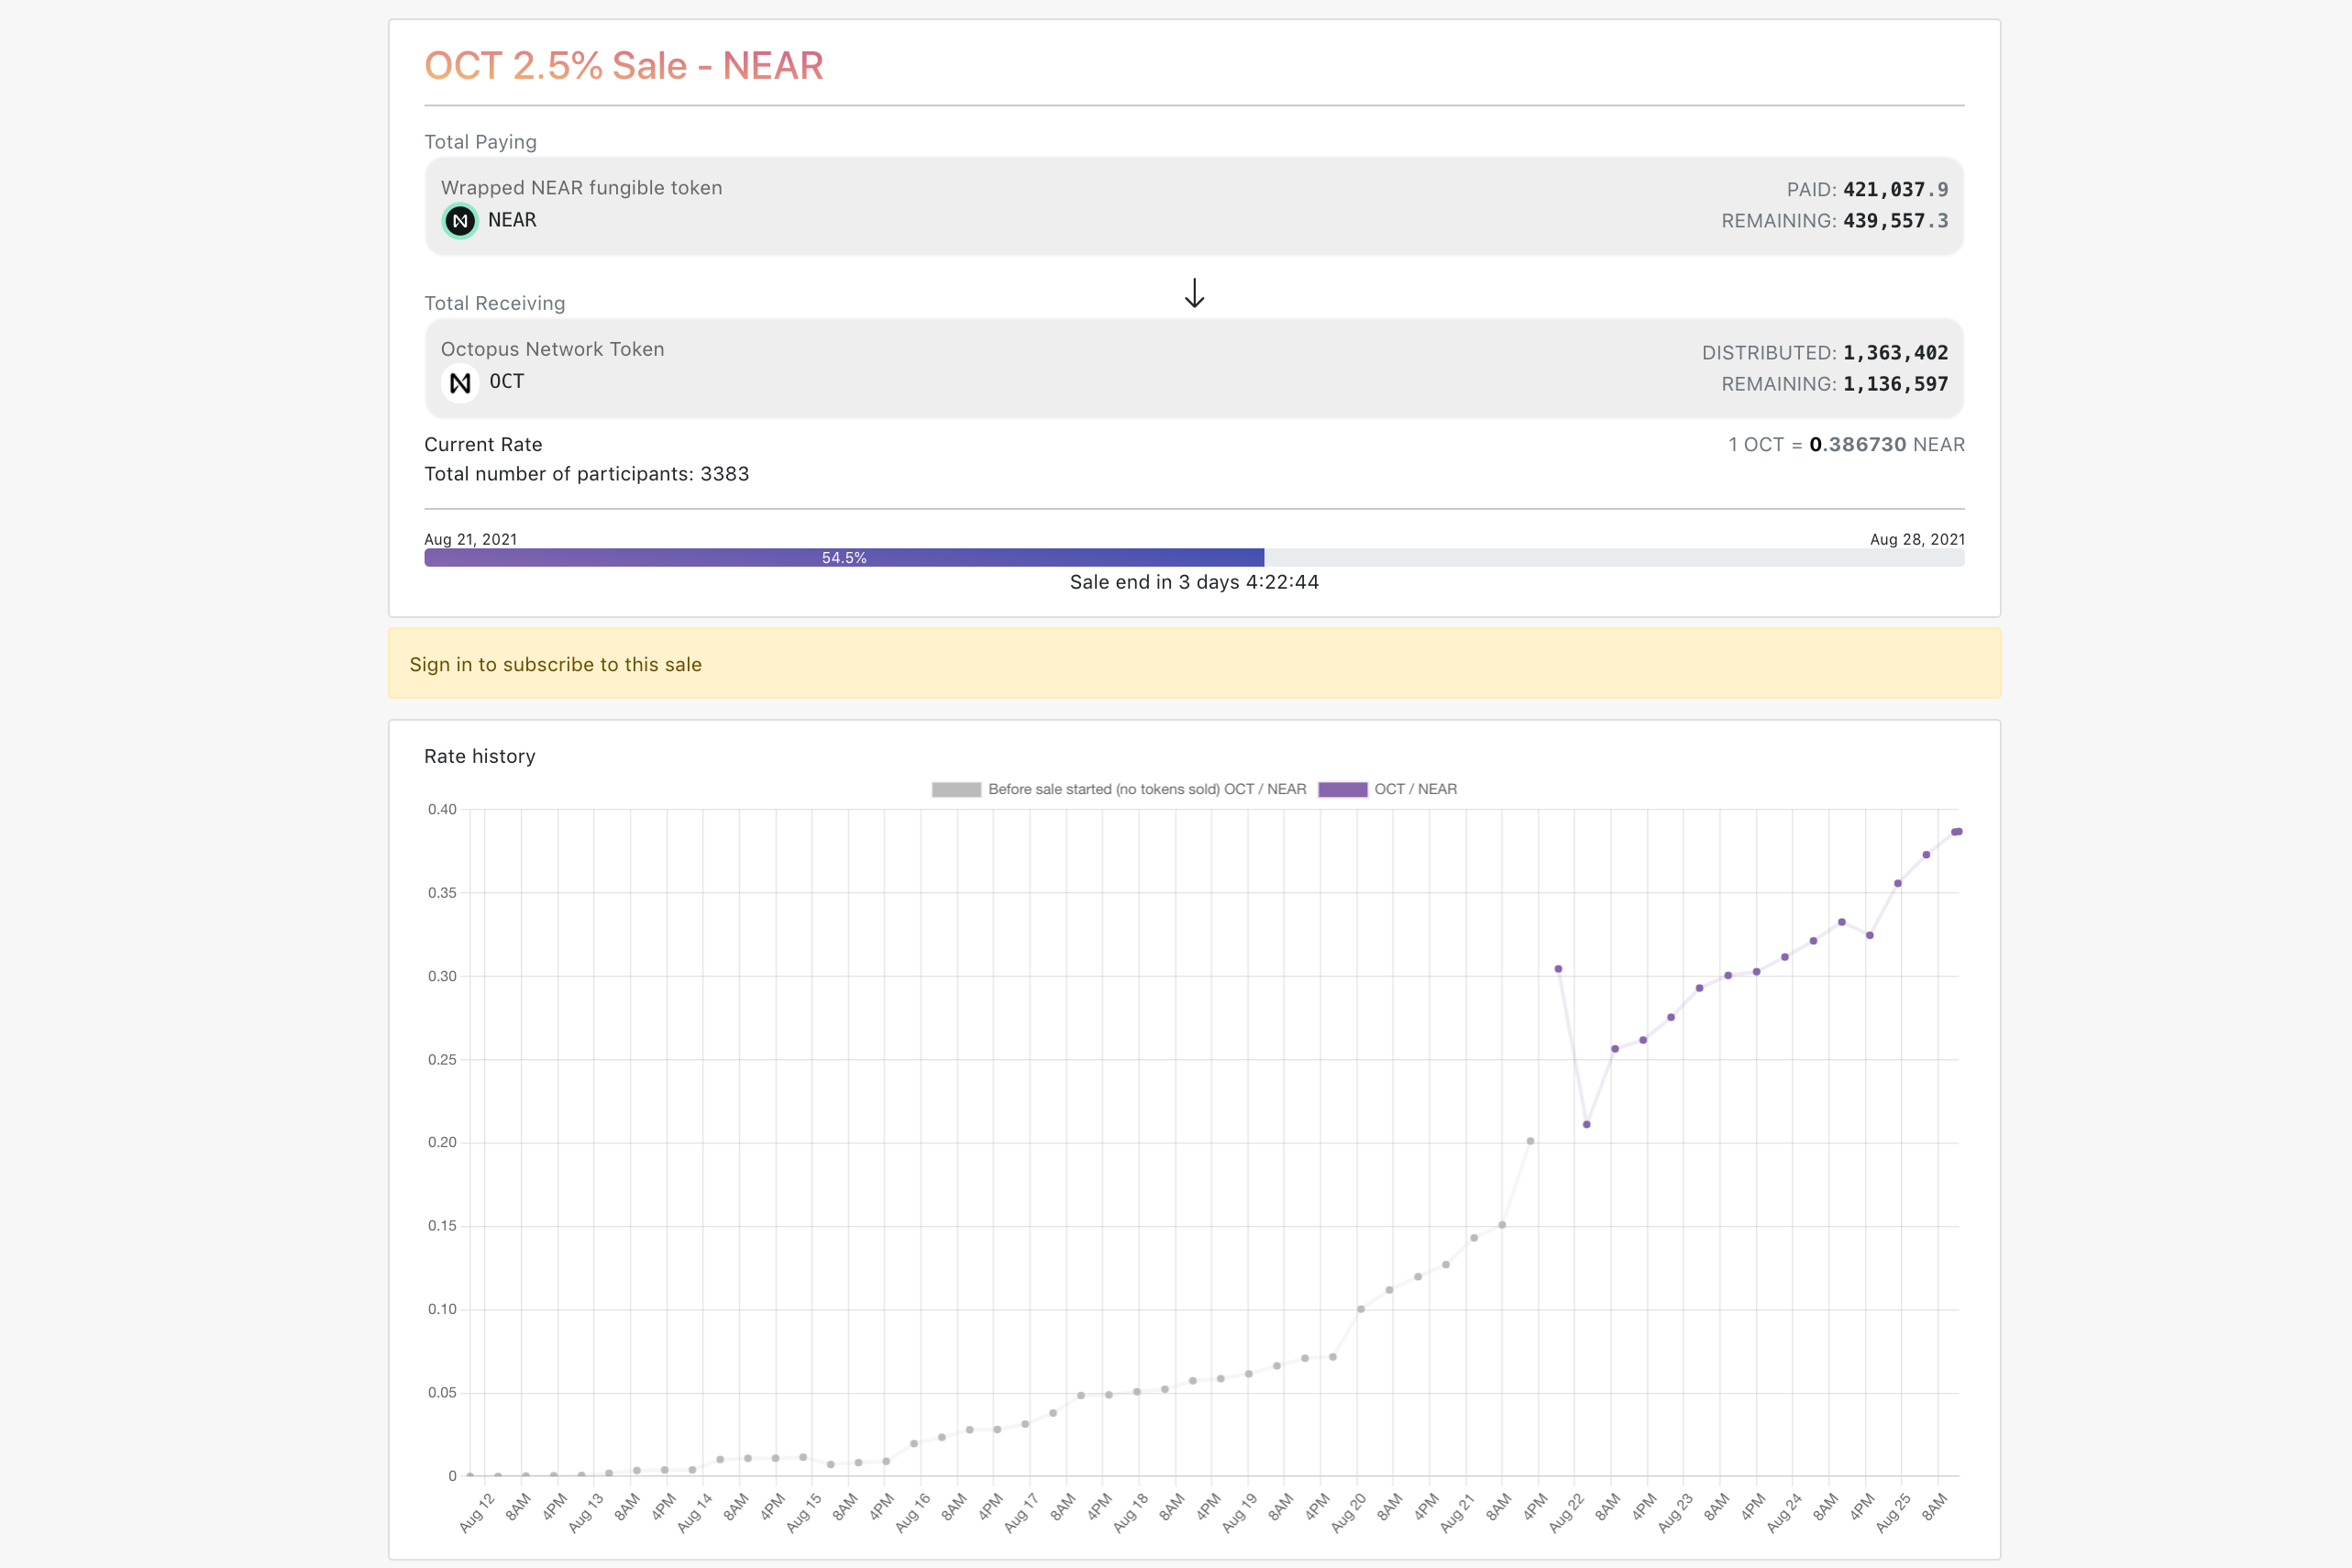 OCT 2.5% Sale - NEAR
Total Paying
Wrapped NEAR fungible token
NEAR
PAID: 421,037.9
REMAINING: 439,557.3
Total Receiving
Octopus Network Token
OCT
DISTRIBUTED: 1,363,402
REMAINING: 1,136,597
Current Rate
1 OCT = 0.386730 NEAR
Total number of participants: 3383
Aug 21, 2021
Aug 28, 2021
54.5%
Sale end in 3 days 4:22:44
Sign in to subscribe to this sale
Rate history
Before sale started (no tokens sold) OCT / NEAR
OCT / NEAR
0.40
0.35
0.30
0.25
0.20
0.15
0.10
0.05
0
Aug 12
8AM
4PM
Aug 13
8AM
4PM
Aug 14
8AM
4PM
Aug 15
8AM
4PM
Aug 16
8AM
4PM
Aug 17
8AM
4PM
Aug 18
8AM
4PM
Aug 19
8AM
4PM
Aug 20
8AM
4PM
Aug 21
8AM
4PM
Aug 22
8AM
4PM
Aug 23
8AM
4PM
Aug 24
8AM
4PM
Aug 25
8AM